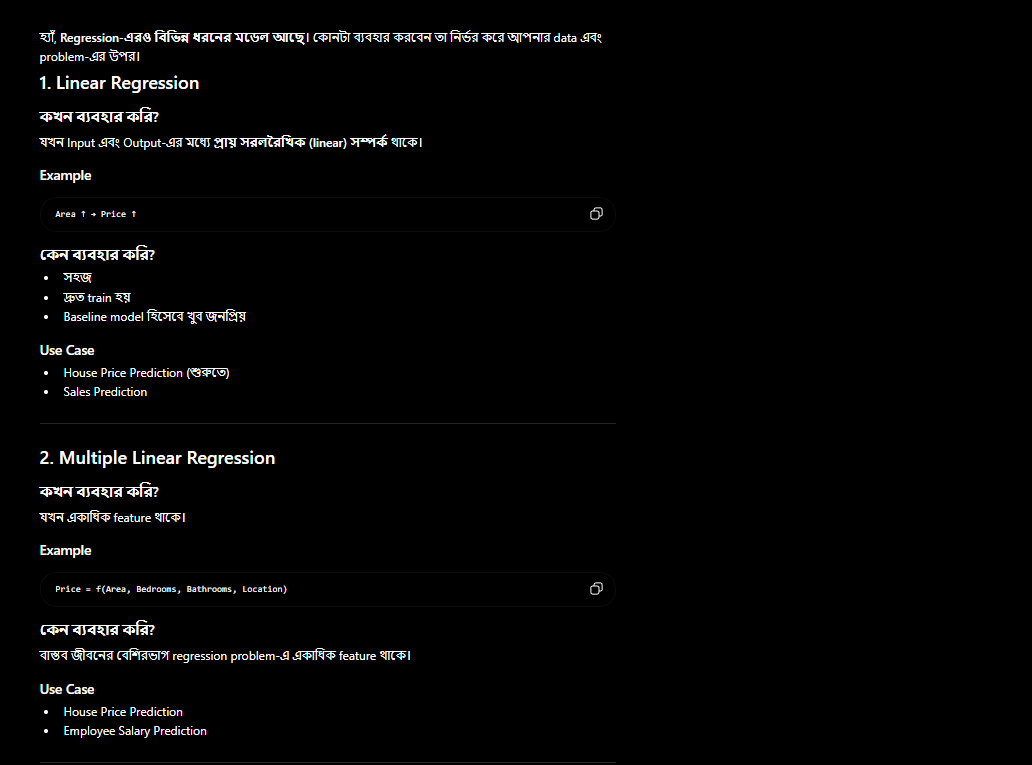 হ্যাঁ, Regression-এরও বিভিন্ন ধরনের মডেল আছে। কোনটা ব্যবহার করবেন তা নির্ভর করে আপনার data এবং
problem-এর উপর।
1. Linear Regression
কখন ব্যবহার করি?
যখন Input এবং Output-এর মধ্যে প্রায় সরলরৈখিক (linear) সম্পর্ক থাকে।
Example
Area ↑ → Price ↑
কেন ব্যবহার করি?
• সহজ
• দ্রুত train হয়
• Baseline model হিসেবে খুব জনপ্রিয়
Use Case
• House Price Prediction (শুরুতে)
• Sales Prediction
2. Multiple Linear Regression
কখন ব্যবহার করি?
যখন একাধিক feature থাকে।
Example
Price = f(Area, Bedrooms, Bathrooms, Location)
কেন ব্যবহার করি?
বাস্তব জীবনের বেশিরভাগ regression problem-এ একাধিক feature থাকে।
Use Case
• House Price Prediction
• Employee Salary Prediction